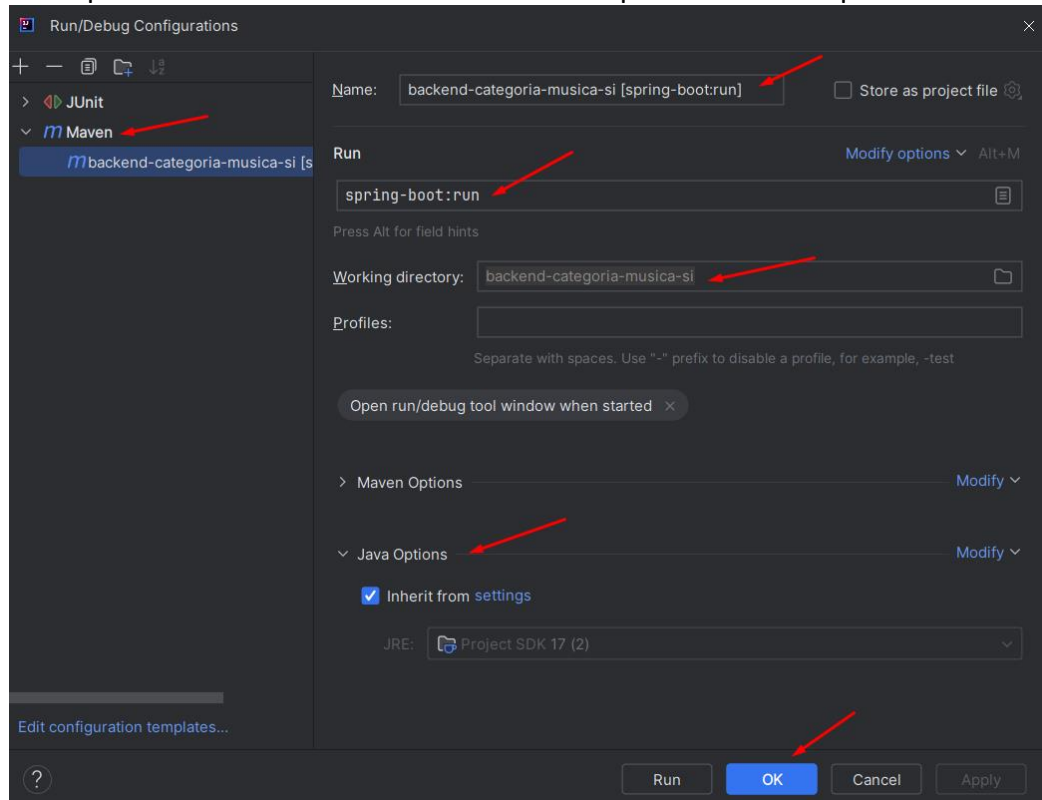 Run/Debug Configurations
JUnit
Maven
backend-categoria-musica-si [s
Edit configuration templates...
Name: backend-categoria-musica-si [spring-boot:run] Store as project file
Run Modify options Alt+M
spring-boot:run
Press Alt for field hints
Working directory: backend-categoria-musica-si
Profiles:
Separate with spaces. Use "-" prefix to disable a profile, for example, -test
Open run/debug tool window when started
Maven Options Modify
Java Options Modify
Inherit from settings
JRE: Project SDK 17 (2)
? Run OK Cancel Apply